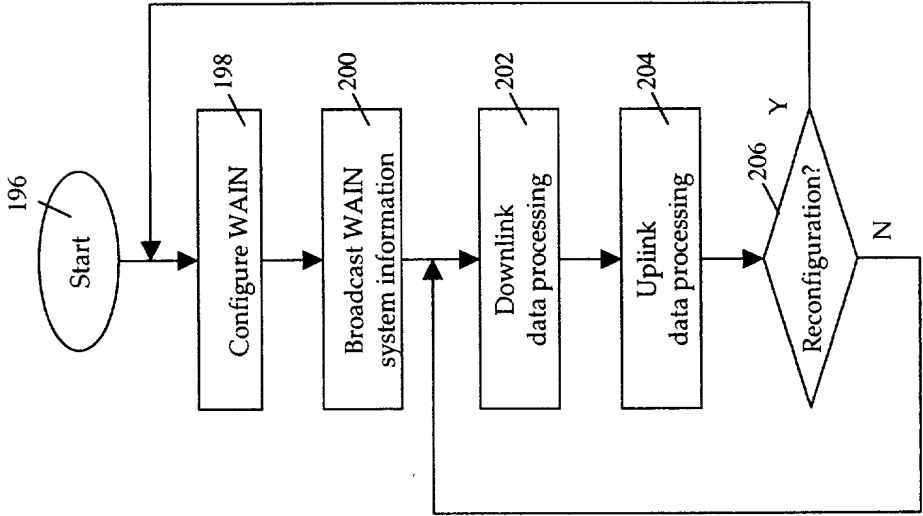 196
Start
198
Configure WAIN
200
Broadcast WAIN
system information
202
Downlink
data processing
204
Uplink
data processing
206
Reconfiguration?
Y
N